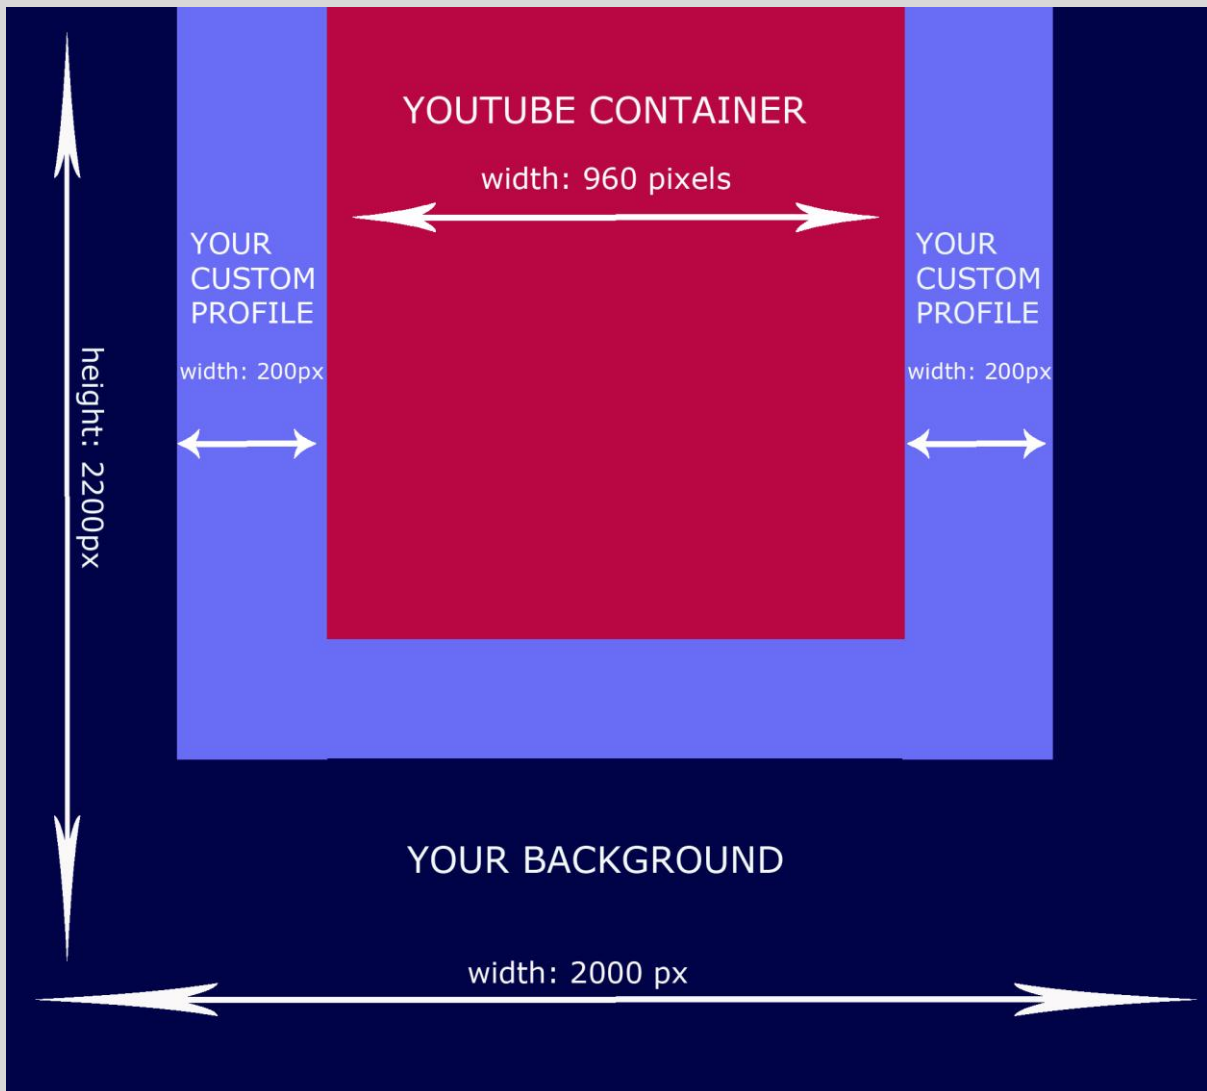 YOUTUBE CONTAINER
width: 960 pixels
YOUR
CUSTOM
PROFILE
width: 200px
YOUR
CUSTOM
PROFILE
width: 200px
height:: 2200px
YOUR BACKGROUND
width: 2000 px